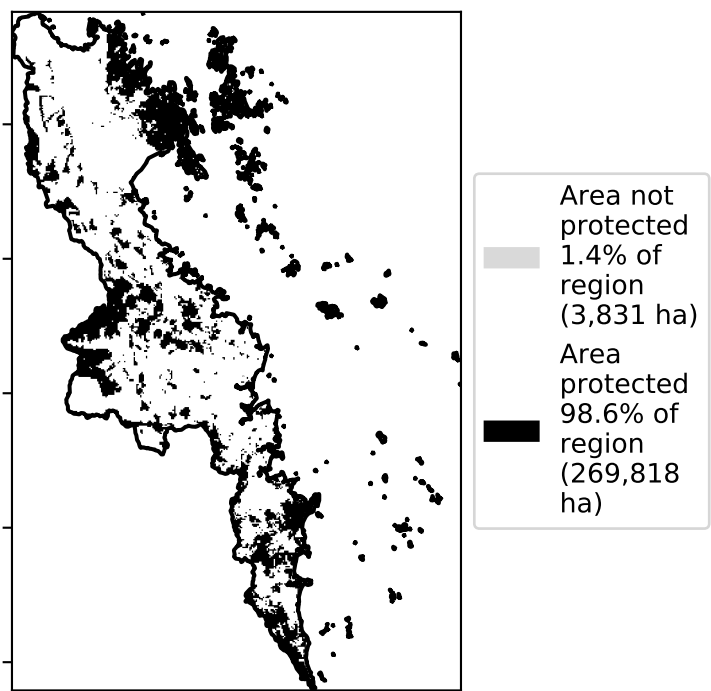 Area not
protected
1.4% of
region
(3,831 ha)
Area
protected
98.6% of
region
(269,818
ha)